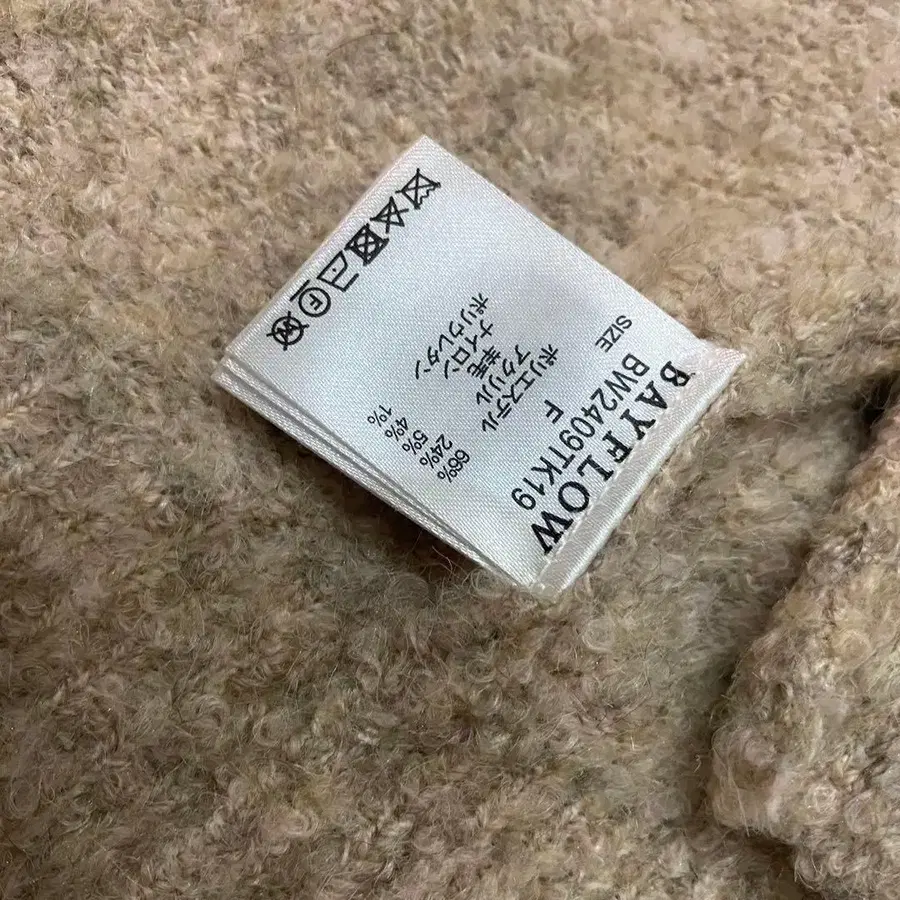 BAYFLOW
BW2409TK19
SIZE F
ポリエステル 66%
アクリル 24%
羊毛 5%
ナイロン 4%
ポリウレタン 1%
F
W